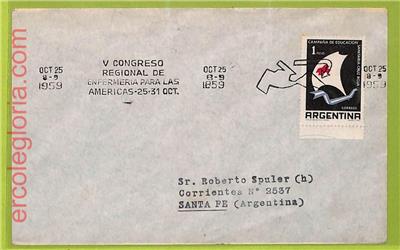 ercolegloria.com
OCT 25
8-9
1959
V CONGRESO
REGIONAL DE
ENFERMERIA PARA LAS
AMERICAS-25-31 OCT.
OCT 25
8-9
1859
OCT 25
8-9
1959
CAMPAÑA DE EDUCACION
1 PESO
CORREOS
ARGENTINA
Sr. Roberto Spuler (h)
Corrientes N° 2537
SANTA FE (Argentina)